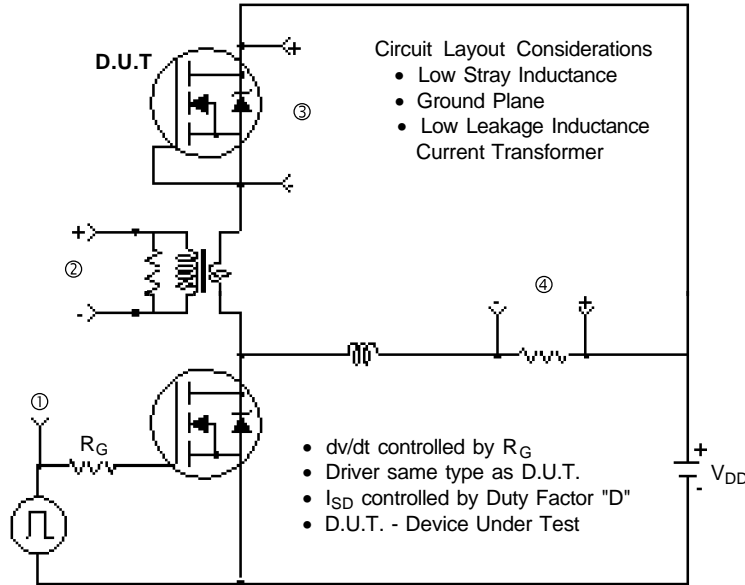 D.U.T
+
-
③
Circuit Layout Considerations
• Low Stray Inductance
• Ground Plane
• Low Leakage Inductance
Current Transformer
+
②
-
④
-
+
①
R_G
• dv/dt controlled by R_G
• Driver same type as D.U.T.
• I_SD controlled by Duty Factor "D"
• D.U.T. - Device Under Test
+
-
V_DD